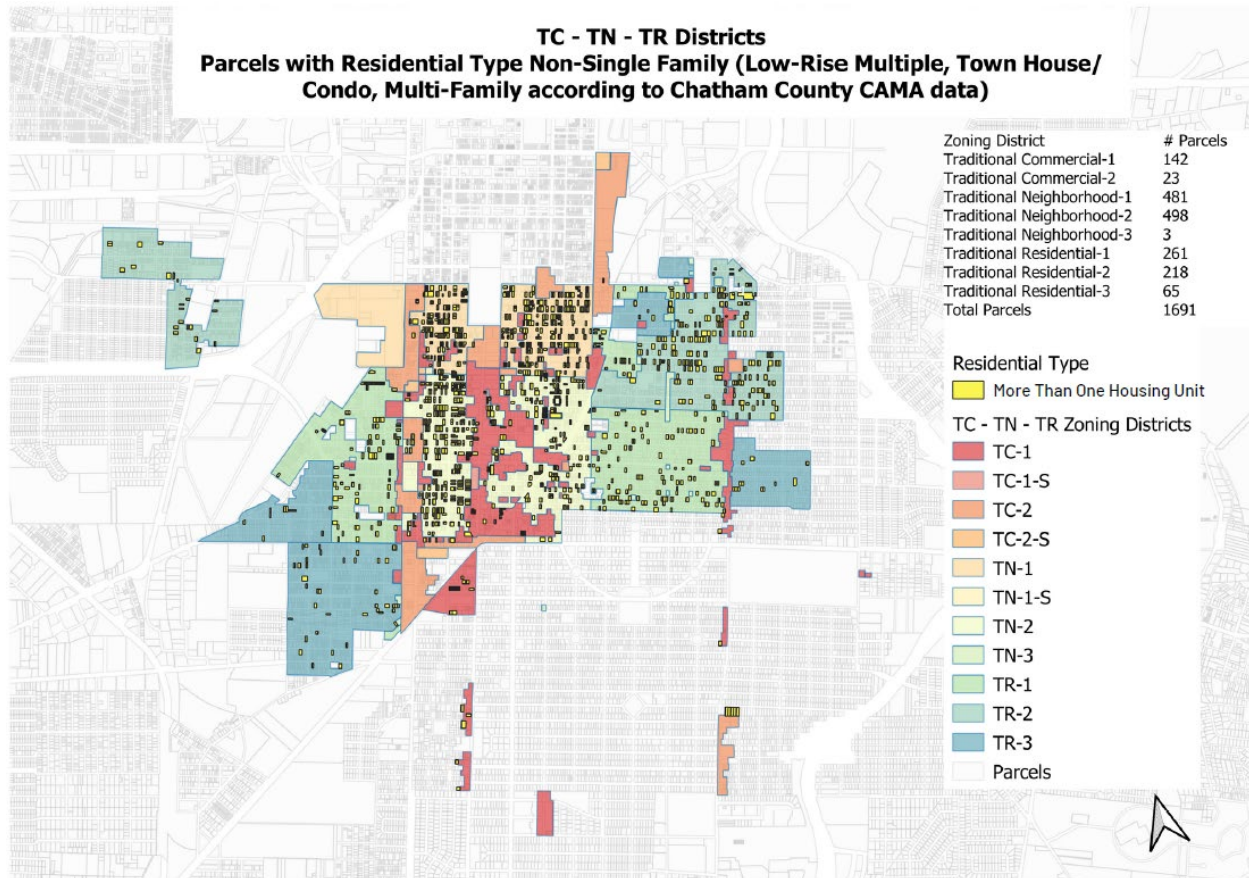 TC - TN - TR Districts
Parcels with Residential Type Non-Single Family (Low-Rise Multiple, Town House/
Condo, Multi-Family according to Chatham County CAMA data)
Zoning District # Parcels
Traditional Commercial-1 142
Traditional Commercial-2 23
Traditional Neighborhood-1 481
Traditional Neighborhood-2 498
Traditional Neighborhood-3 3
Traditional Residential-1 261
Traditional Residential-2 218
Traditional Residential-3 65
Total Parcels 1691
Residential Type
More Than One Housing Unit
TC - TN - TR Zoning Districts
TC-1
TC-1-S
TC-2
TC-2-S
TN-1
TN-1-S
TN-2
TN-3
TR-1
TR-2
TR-3
Parcels